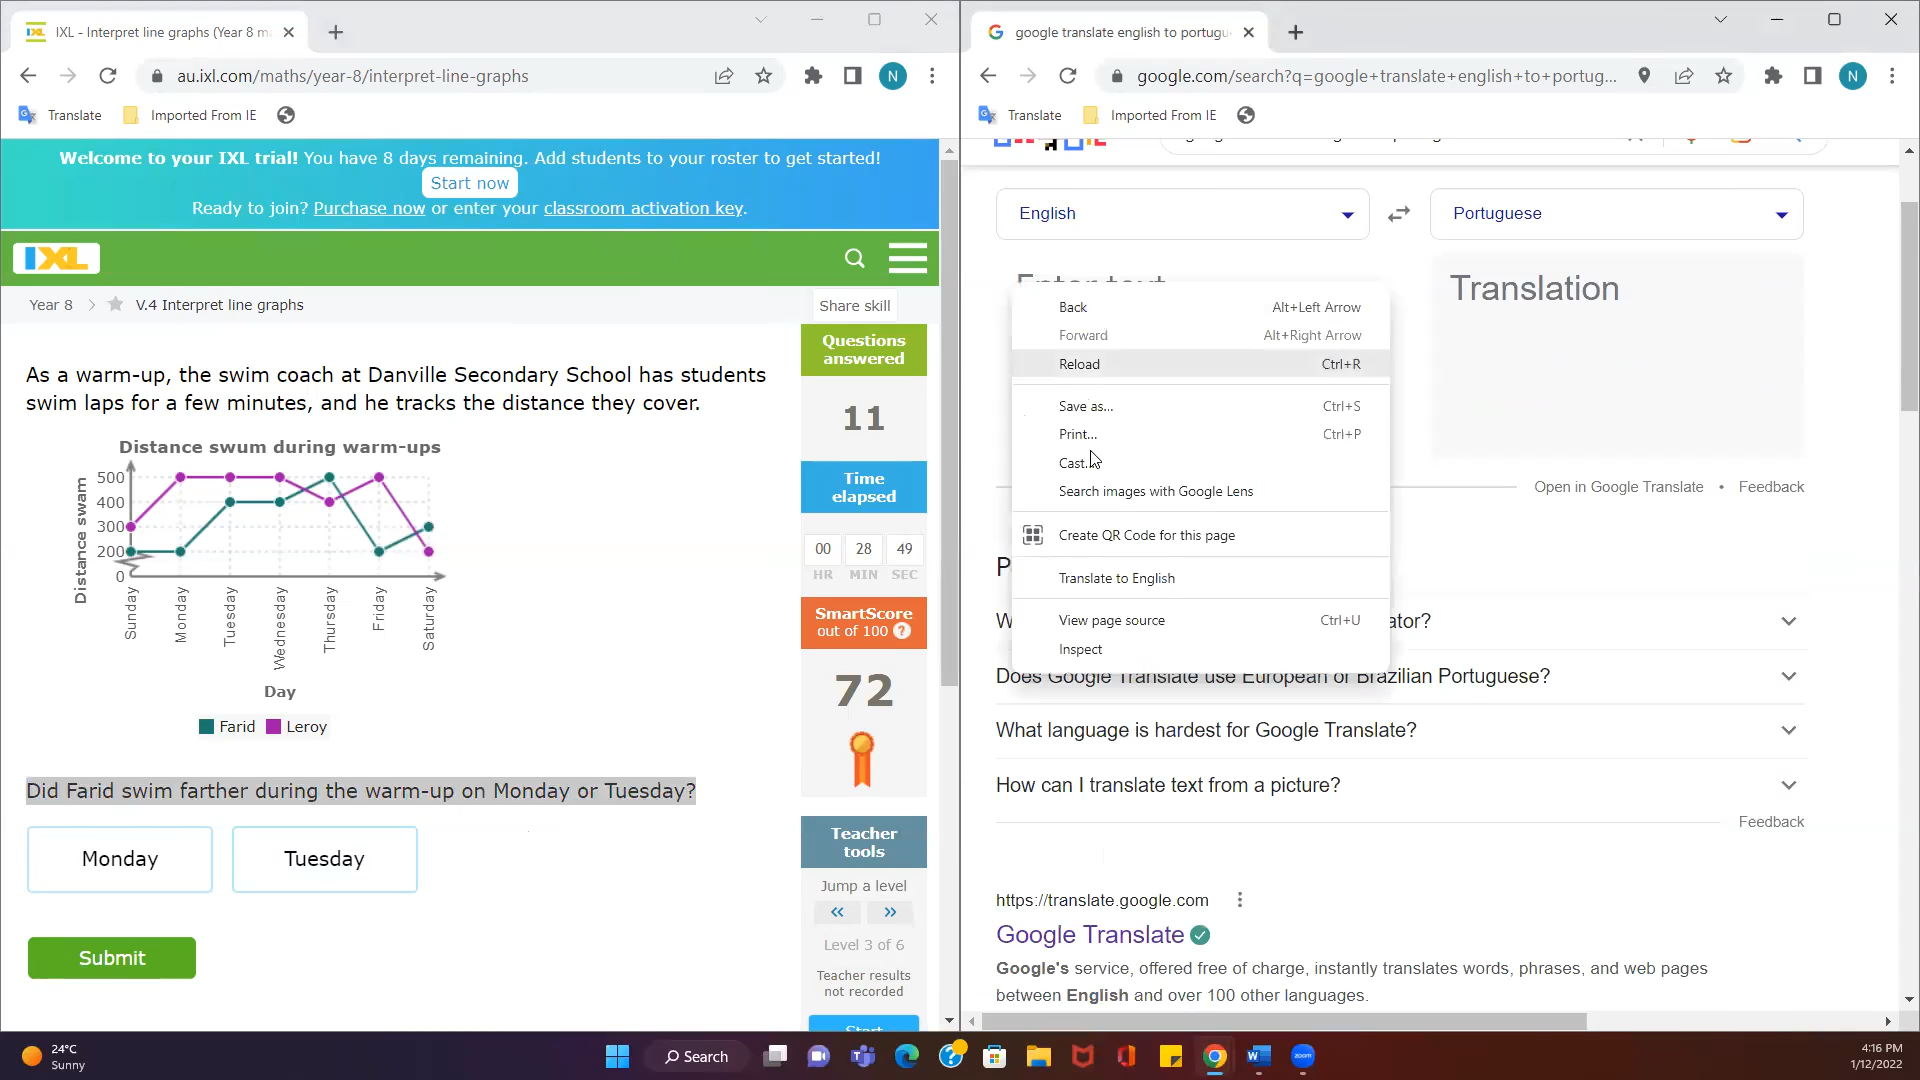 IXL - Interpret line graphs (Year 8 m
au.ixl.com/maths/year-8/interpret-line-graphs
N
Translate
Imported From IE
Welcome to your IXL trial! You have 8 days remaining. Add students to your roster to get started!
Start now
Ready to join? Purchase now or enter your classroom activation key.
IXL
Year 8 > V.4 Interpret line graphs
Share skill
As a warm-up, the swim coach at Danville Secondary School has students
swim laps for a few minutes, and he tracks the distance they cover.
Distance swum during warm-ups
Distance swam
500
400
300
200
0
Sunday
Monday
Tuesday
Wednesday
Thursday
Friday
Saturday
Day
Farid Leroy
Did Farid swim farther during the warm-up on Monday or Tuesday?
Monday
Tuesday
Submit
Questions
answered
11
Time
elapsed
00 28 49
HR MIN SEC
SmartScore
out of 100 ?
72
Teacher
tools
Jump a level
Level 3 of 6
Teacher results
not recorded
Start
google translate english to portugu
google.com/search?q=google+translate+english+to+portug...
N
Translate
Imported From IE
English
Portuguese
Enter text
Translation
Back Alt+Left Arrow
Forward Alt+Right Arrow
Reload Ctrl+R
Save as... Ctrl+S
Print... Ctrl+P
Cast...
Search images with Google Lens
Create QR Code for this page
Translate to English
View page source Ctrl+U
Inspect
Open in Google Translate • Feedback
Does Google Translate use European or Brazilian Portuguese?
What language is hardest for Google Translate?
How can I translate text from a picture?
Feedback
https://translate.google.com
Google Translate
Google's service, offered free of charge, instantly translates words, phrases, and web pages
between English and over 100 other languages.
24°C
Sunny
Search
zoom
4:16 PM
1/12/2022